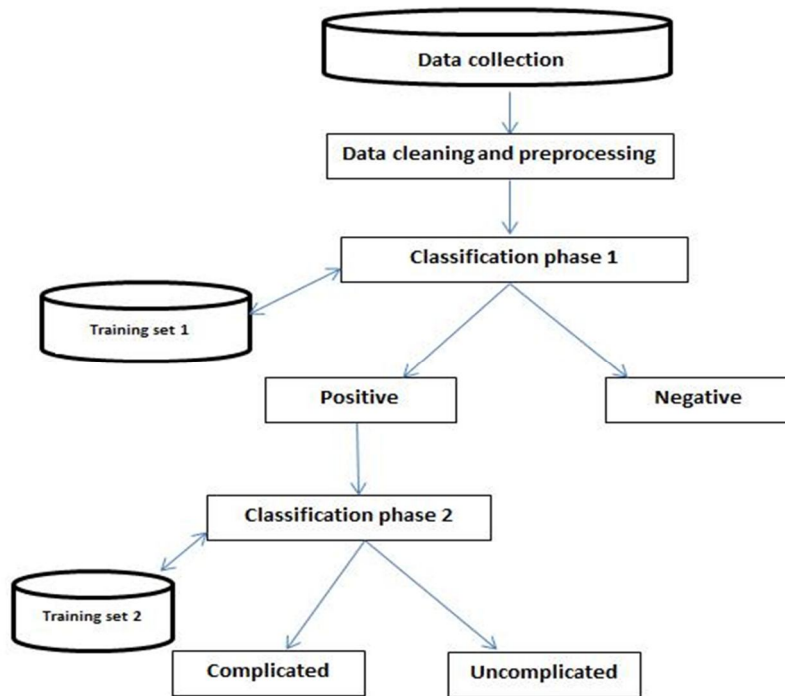 Data collection
Data cleaning and preprocessing
Classification phase 1
Training set 1
Positive
Negative
Classification phase 2
Training set 2
Complicated
Uncomplicated